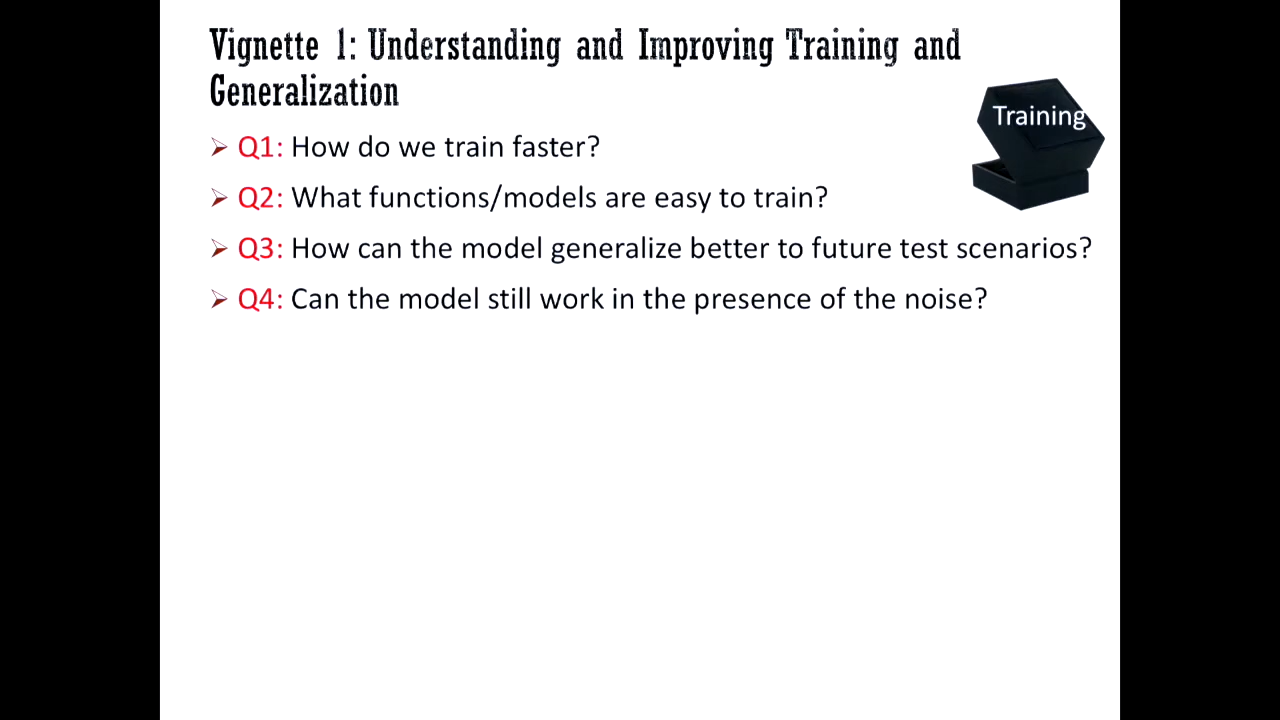 Vignette 1: Understanding and Improving Training and
Generalization
Training
➢ Q1: How do we train faster?
➢ Q2: What functions/models are easy to train?
➢ Q3: How can the model generalize better to future test scenarios?
➢ Q4: Can the model still work in the presence of the noise?